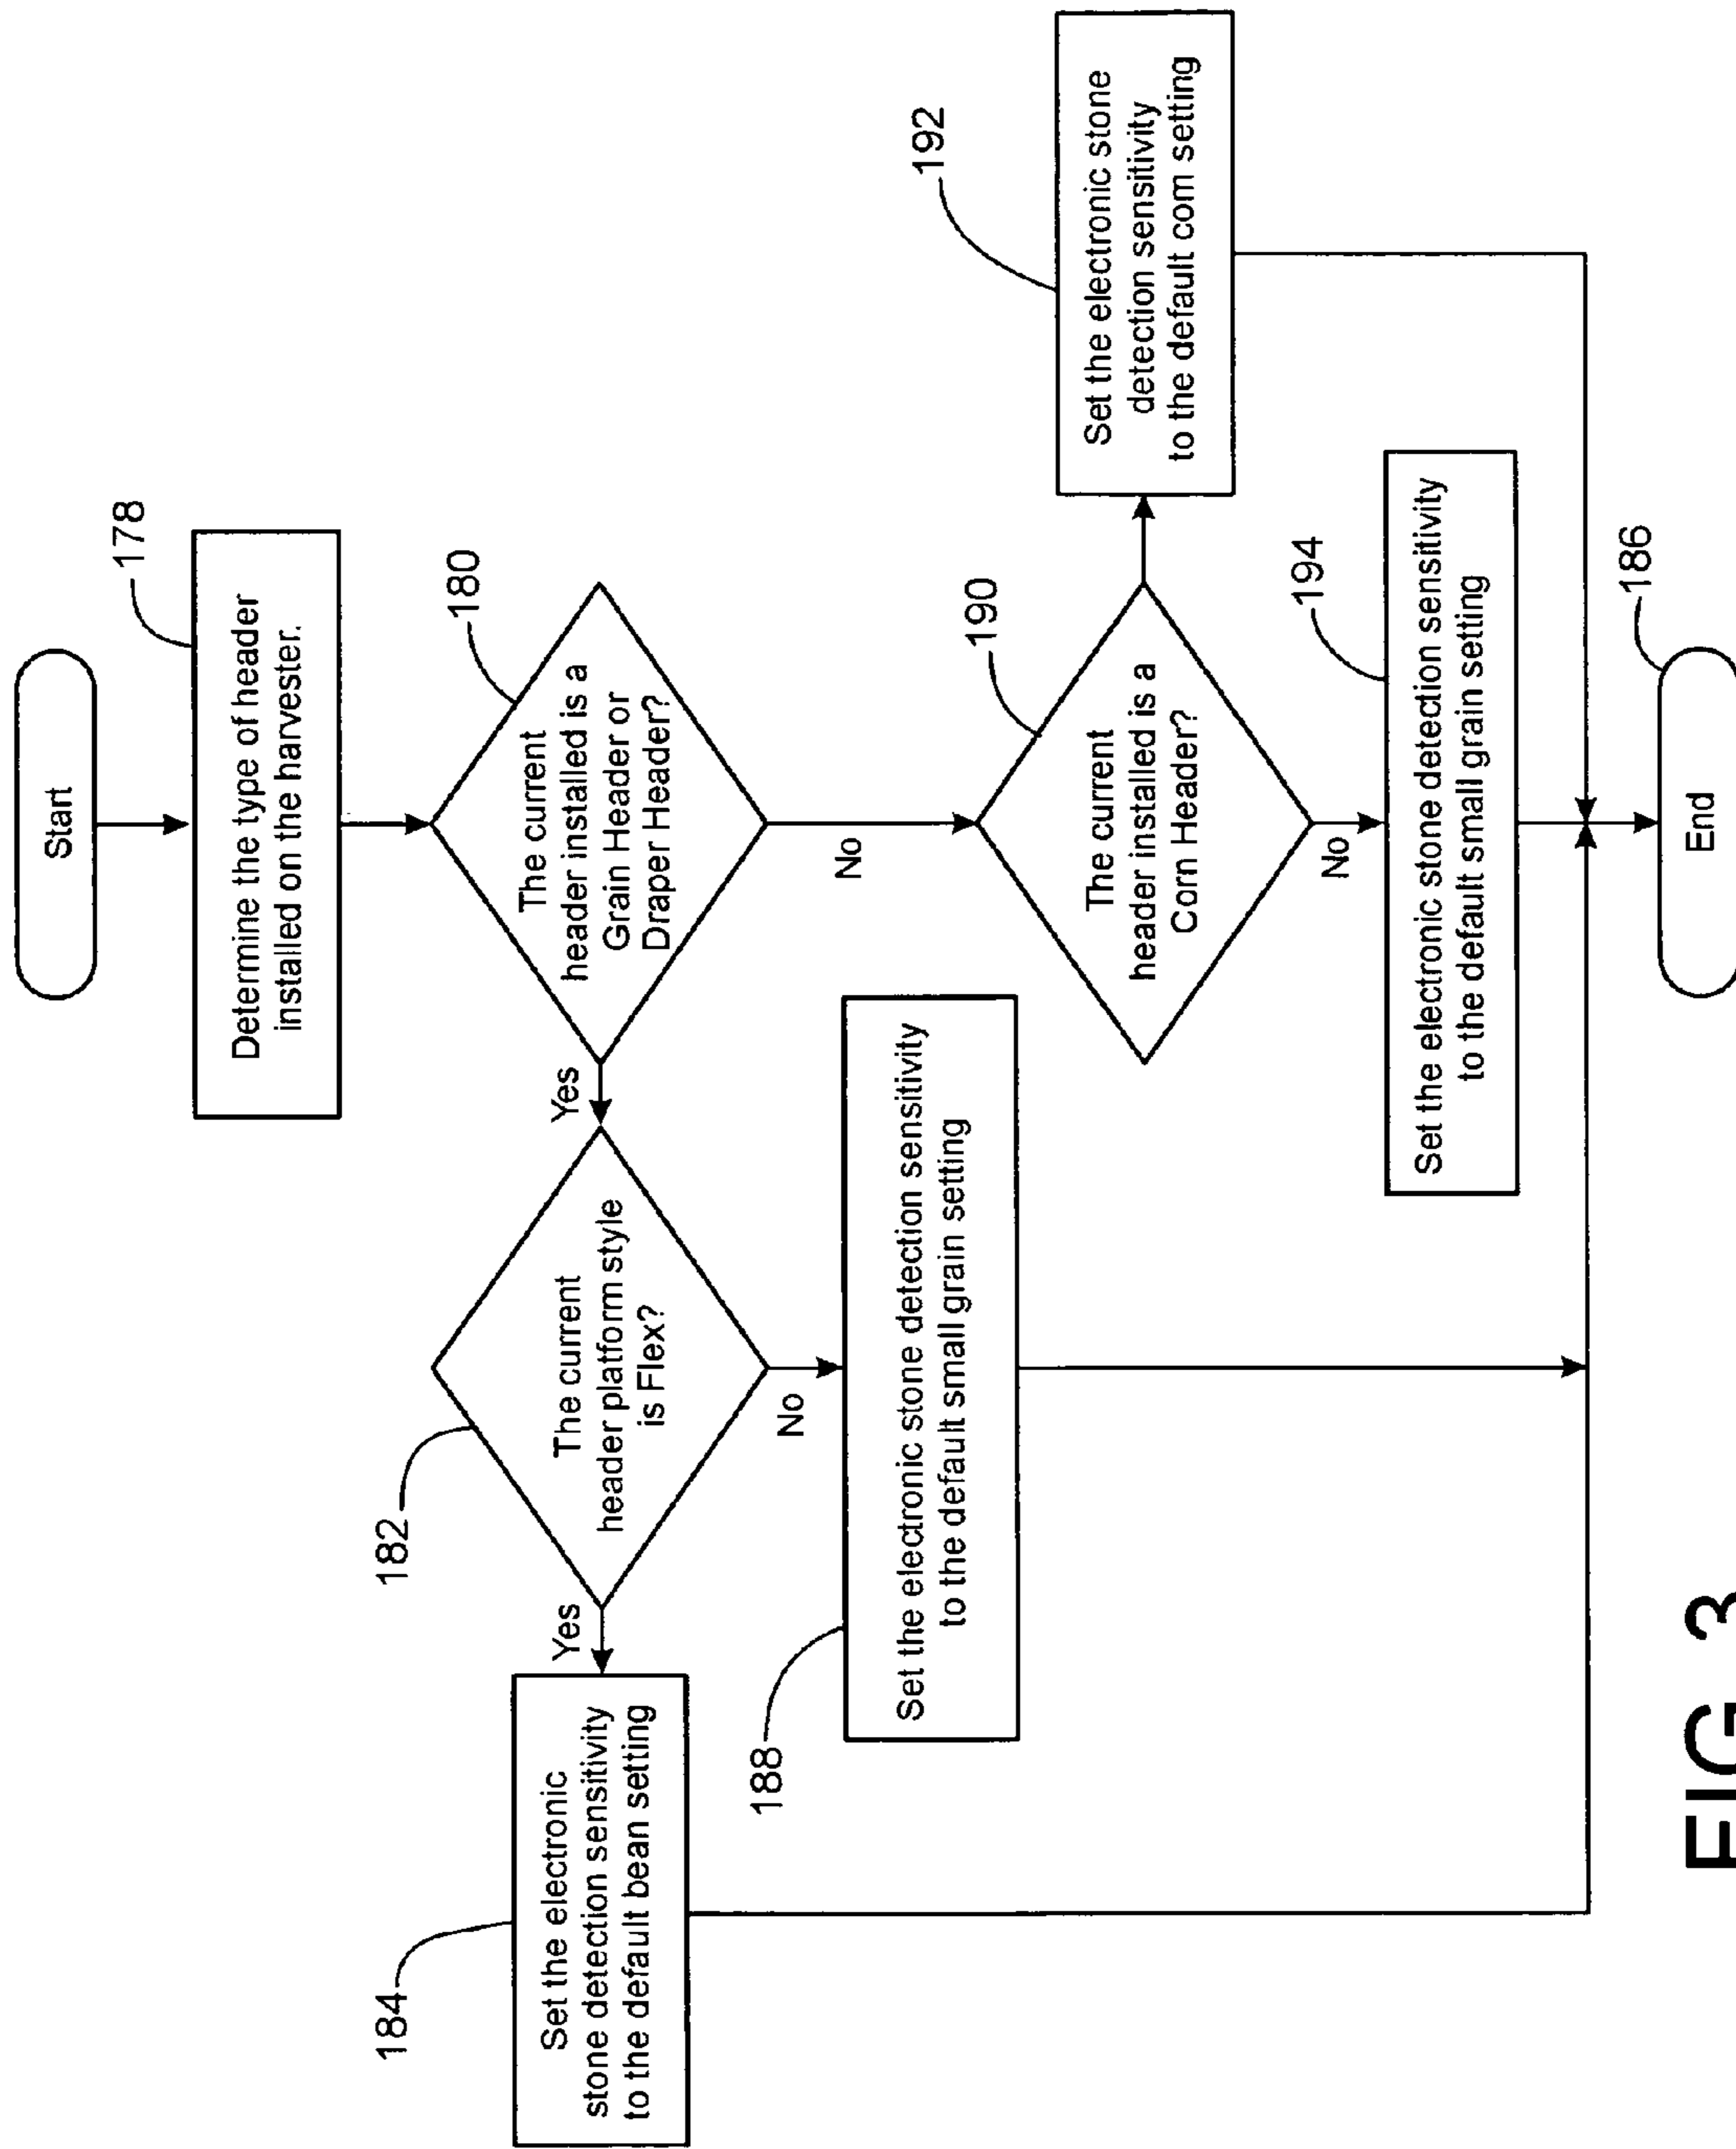 Start
178
Determine the type of header
installed on the harvester.
180
The current
header installed is a
Grain Header or
Draper Header?
Yes
No
182
The current
header platform style
is Flex?
Yes
No
184
Set the electronic
stone detection sensitivity
to the default bean setting
188
Set the electronic stone detection sensitivity
to the default small grain setting
190
The current
header installed is a
Corn Header?
No
192
Set the electronic stone
detection sensitivity
to the default com setting
194
Set the electronic stone detection sensitivity
to the default small grain setting
186
End
FIG 3